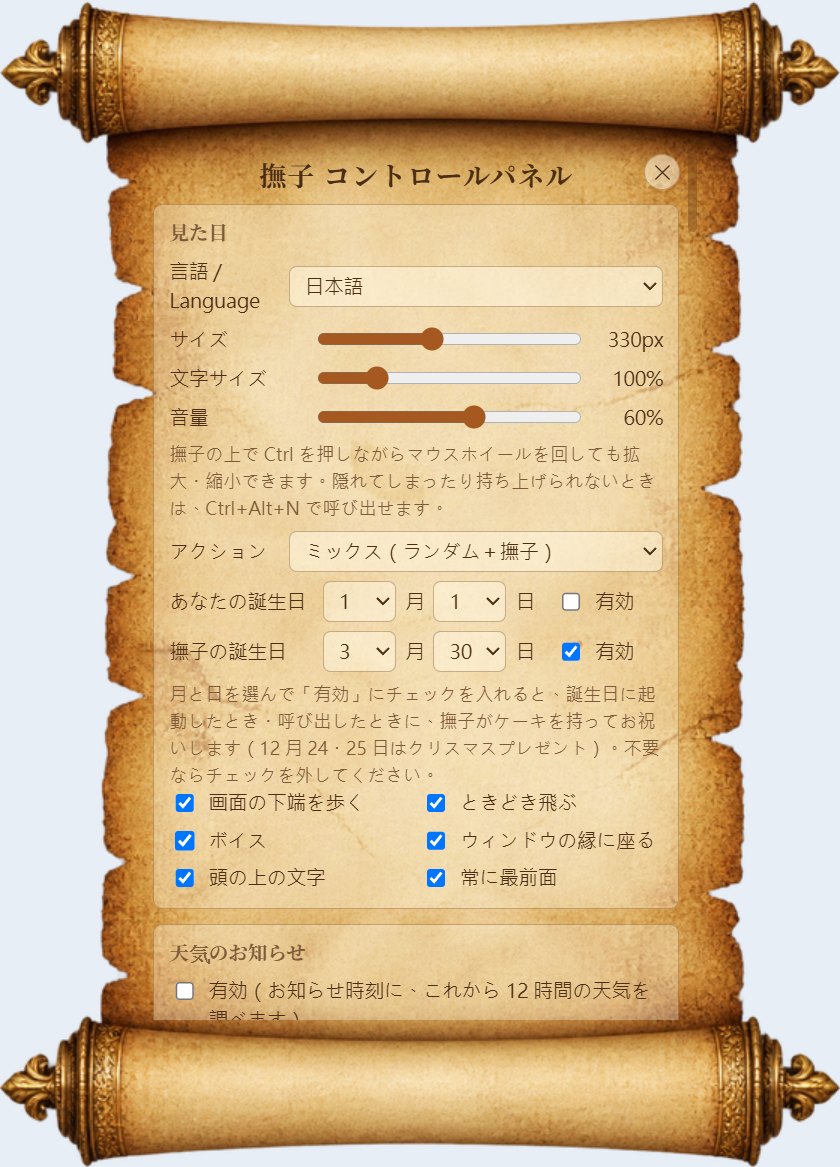 撫子 コントロールパネル
見た目
言語 /
Language
日本語
サイズ
330px
文字サイズ
100%
音量
60%
撫子の上で Ctrl を押しながらマウスホイールを回しても拡
大・縮小できます。隠れてしまったり持ち上げられないとき
は、Ctrl+Alt+N で呼び出せます。
アクション
ミックス（ランダム＋撫子）
あなたの誕生日 1 月 1 日 有効
撫子の誕生日 3 月 30 日 有効
月と日を選んで「有効」にチェックを入れると、誕生日に起
動したとき・呼び出したときに、撫子がケーキを持ってお祝
いします（12 月 24・25 日はクリスマスプレゼント）。不要
ならチェックを外してください。
画面の下端を歩く ときどき飛ぶ
ボイス ウィンドウの縁に座る
頭の上の文字 常に最前面
天気のお知らせ
有効（お知らせ時刻に、これから 12 時間の天気を
調べます）